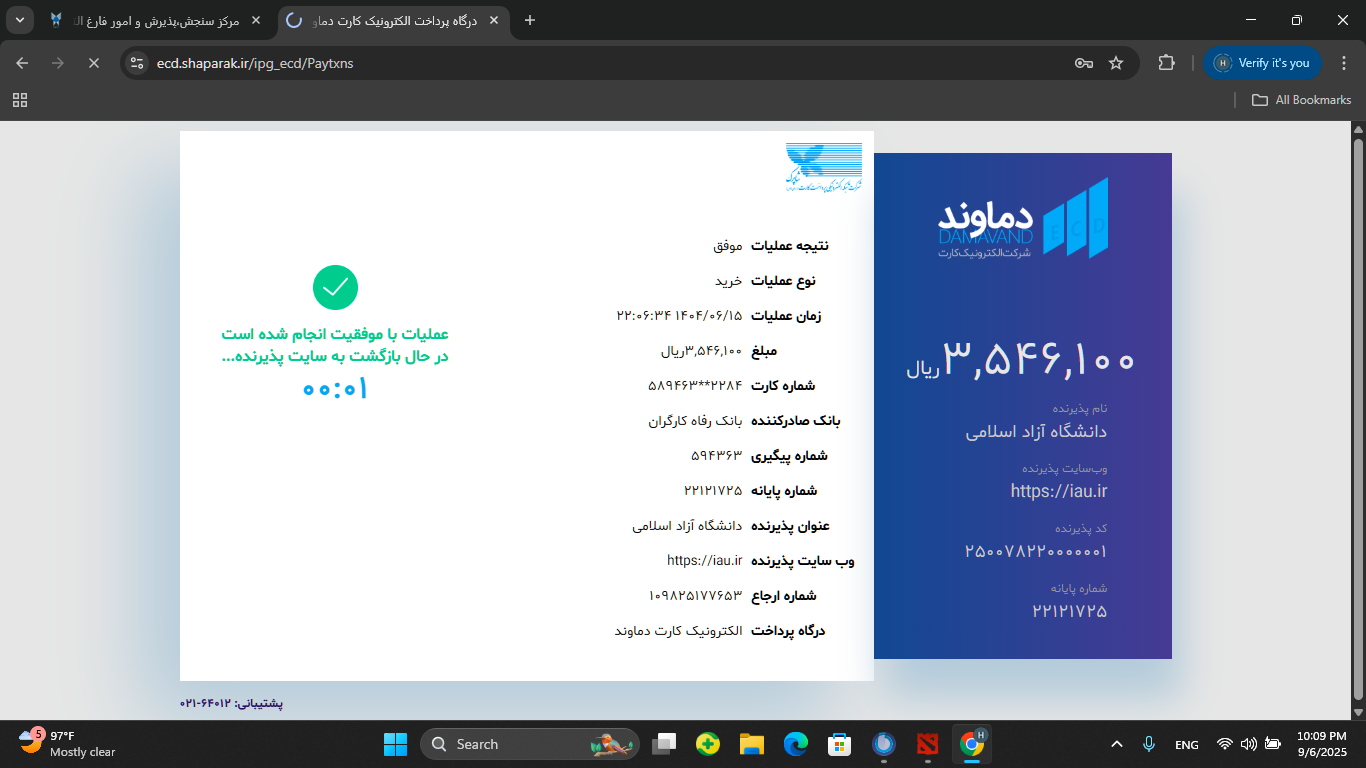 مرکز سنجش،پذیرش و امور فارغ ال
درگاه پرداخت الکترونیک کارت دماو
ecd.shaparak.ir/ipg_ecd/Paytxns
Verify it's you
All Bookmarks
نتیجه عملیات موفق
نوع عملیات خرید
زمان عملیات ۱۴۰۴/۰۶/۱۵ ۲۲:۰۶:۳۴
مبلغ ۳,۵۴۶,۱۰۰ریال
شماره کارت ۵۸۹۴۶۳**۲۲۸۴
بانک صادرکننده بانک رفاه کارگران
شماره پیگیری ۵۹۴۳۶۳
شماره پایانه ۲۲۱۲۱۷۲۵
عنوان پذیرنده دانشگاه آزاد اسلامی
وب سایت پذیرنده https://iau.ir
شماره ارجاع ۱۰۹۸۲۵۱۷۷۶۵۳
درگاه پرداخت الکترونیک کارت دماوند
عملیات با موفقیت انجام شده است
در حال بازگشت به سایت پذیرنده...
۰۰:۰۱
پشتیبانی: ۶۴۰۱۲-۰۲۱
دماوند
DAMAVAND
ECD
شرکت‌الکترونیک‌کارت
۳,۵۴۶,۱۰۰ریال
نام پذیرنده
دانشگاه آزاد اسلامی
وب‌سایت پذیرنده
https://iau.ir
کد پذیرنده
۲۵۰۰۷۸۲۲۰۰۰۰۰۰۱
شماره پایانه
۲۲۱۲۱۷۲۵
5
97°F
Mostly clear
Search
ENG
10:09 PM
9/6/2025